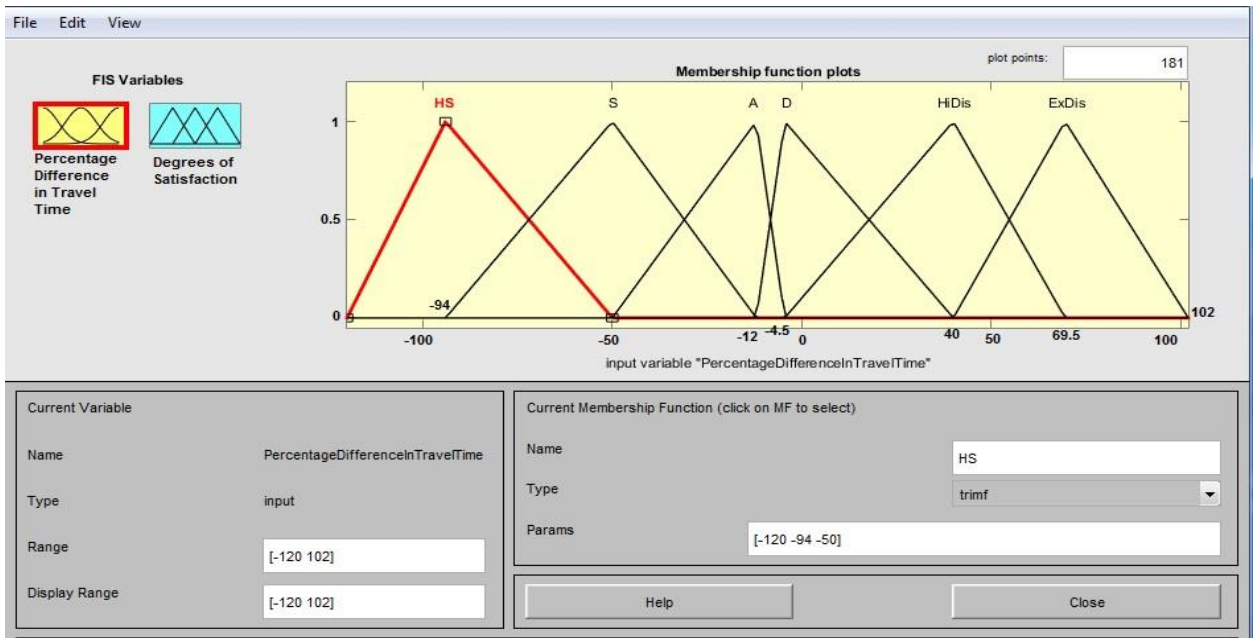 File Edit View
FIS Variables
Percentage
Difference
in Travel
Time
Degrees of
Satisfaction
plot points:
181
Membership function plots
HS S A D HiDis ExDis
1
0.5
0
-94
102
-100 -50 -12 -4.5 0 40 50 69.5 100
input variable "PercentageDifferenceInTravelTime"
Current Variable
Name PercentageDifferenceInTravelTime
Type input
Range [-120 102]
Display Range [-120 102]
Current Membership Function (click on MF to select)
Name HS
Type trimf
Params [-120 -94 -50]
Help Close